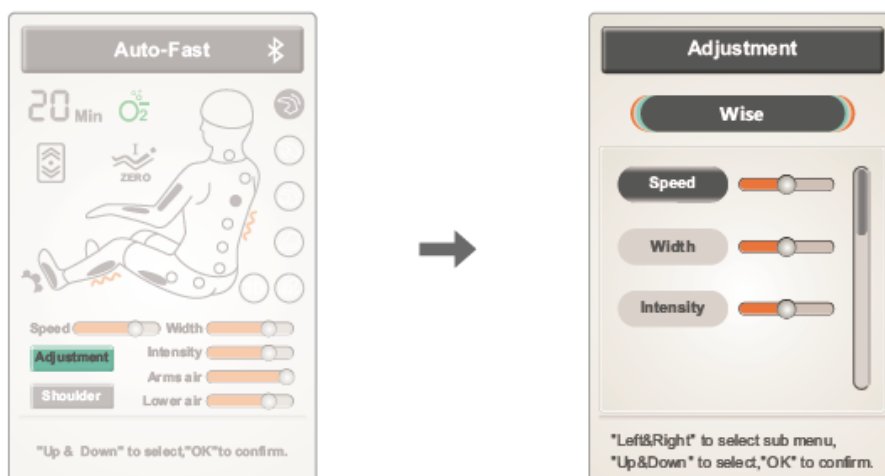 Auto-Fast
20 Min O2
I
ZERO
Speed Width
Adjustment Intensity
Arms air
Shoulder Lower air
"Up & Down" to select,"OK"to confirm.
Adjustment
Wise
Speed
Width
Intensity
"Left&Right" to select sub menu,
"Up&Down" to select,"OK" to confirm.